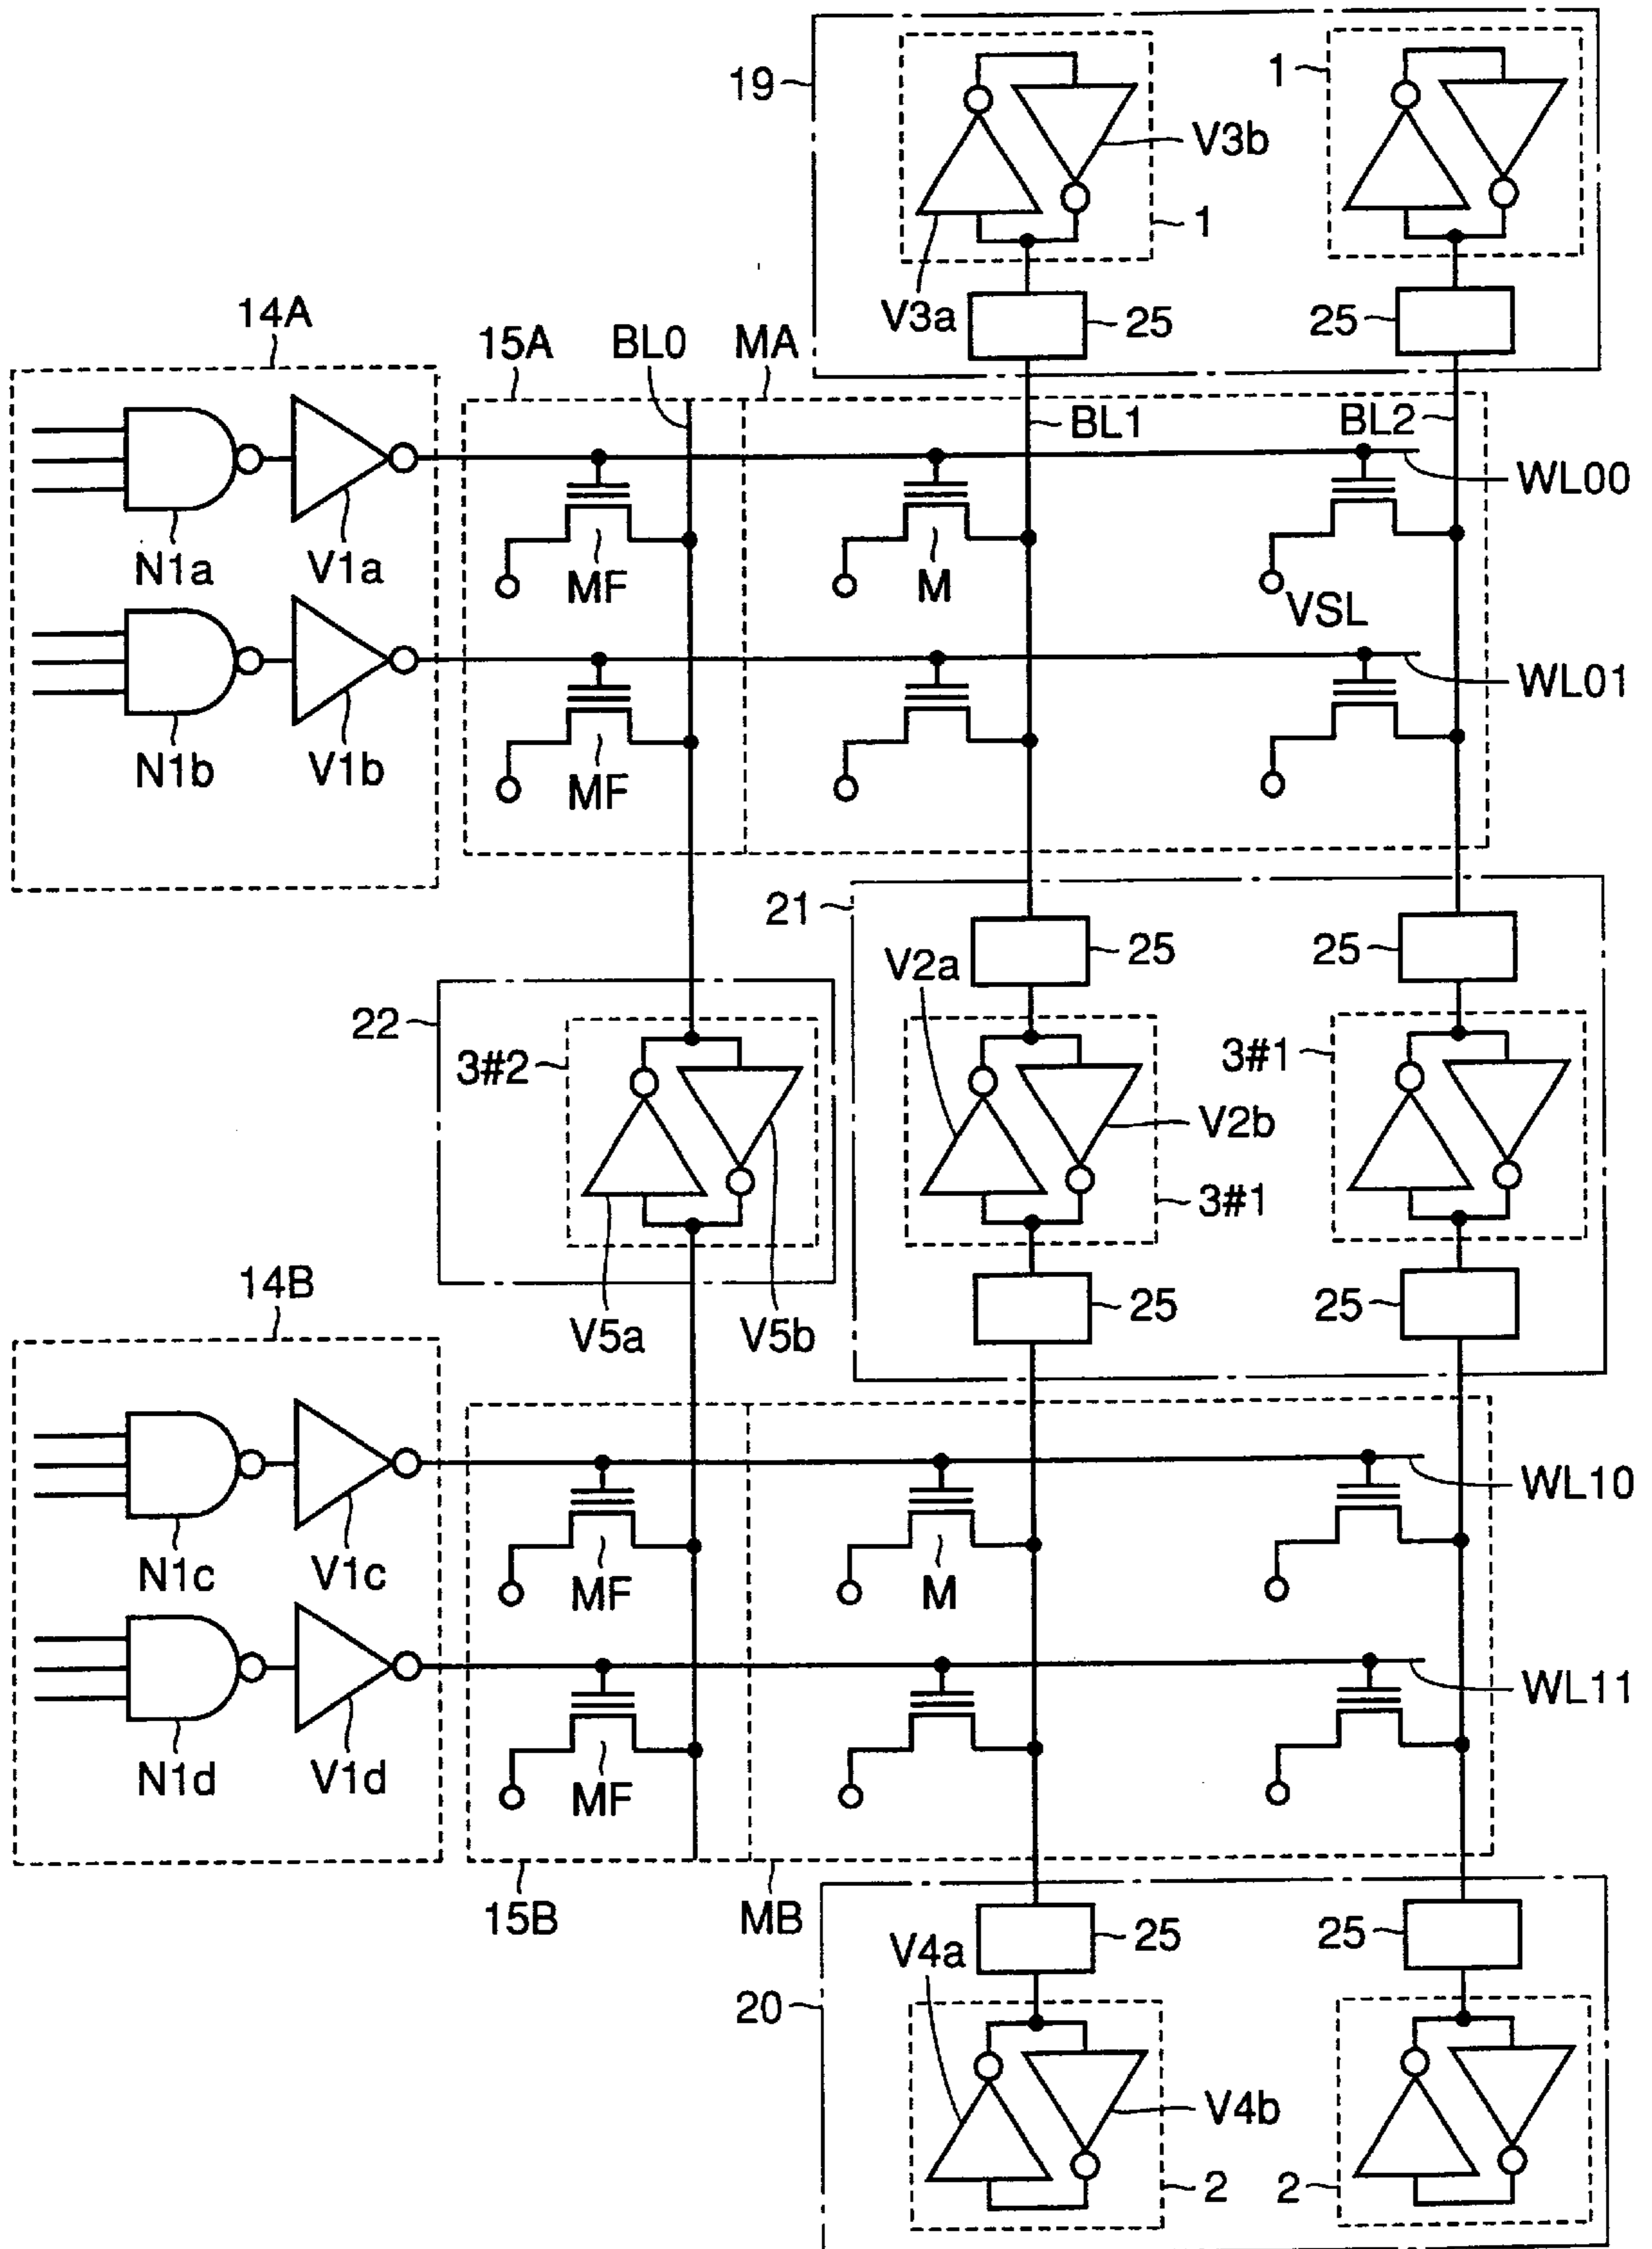 19
1
V3b
1
V3a
25
25
14A
15A
BL0
MA
BL1
BL2
WL00
N1a
V1a
MF
M
VSL
WL01
N1b
V1b
MF
21
V2a
25
25
22
3#2
3#1
V2b
3#1
14B
V5a
V5b
25
25
WL10
N1c
V1c
MF
M
WL11
N1d
V1d
MF
15B
MB
V4a
25
25
20
V4b
2
2